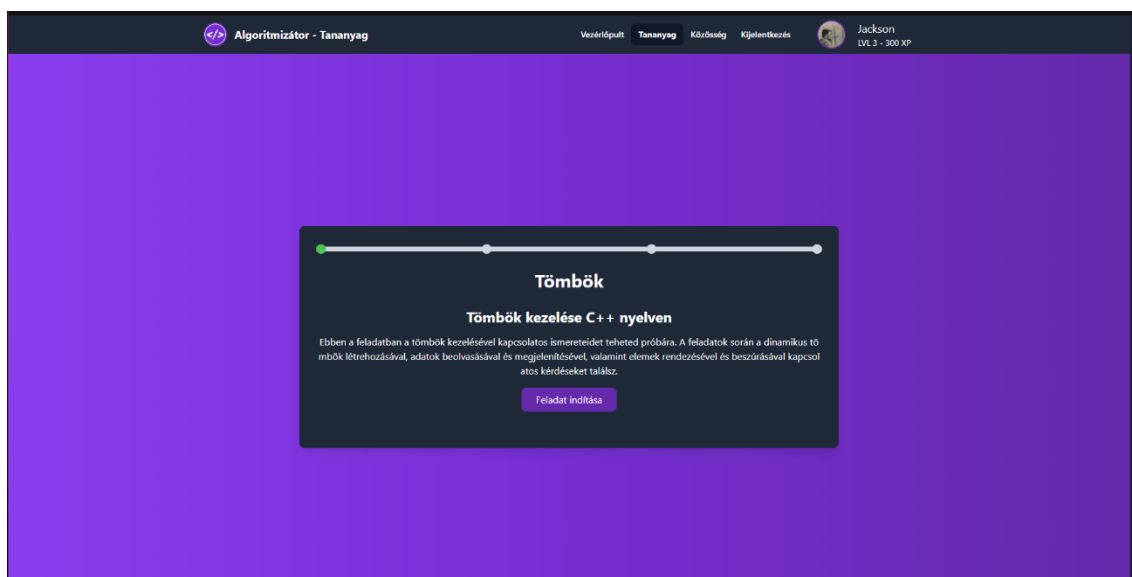 </> Algoritmizátor - Tananyag
Vezérlőpult Tananyag Közösség Kijelentkezés
Jackson
LVL 3 - 300 XP
Tömbök
Tömbök kezelése C++ nyelven
Ebben a feladatban a tömbök kezelésével kapcsolatos ismereteidet teheted próbára. A feladatok során a dinamikus tö
mbök létrehozásával, adatok beolvasásával és megjelenítésével, valamint elemek rendezésével és beszúrásával kapcsol
atos kérdéseket találsz.
Feladat indítása